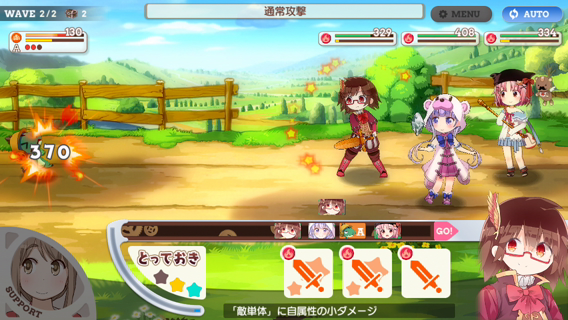 WAVE 2/2 2
通常攻撃
MENU
AUTO
130
A
329
408
334
370
A
GO!
とっておき
SUPPORT
「敵単体」に自属性の小ダメージ